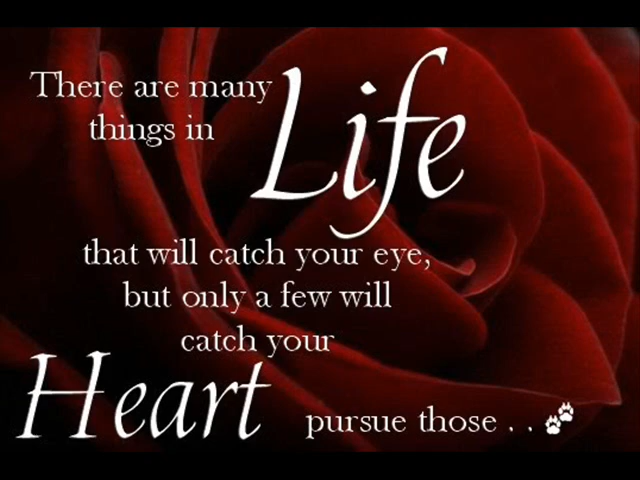 There are many
things in Life
that will catch your eye,
but only a few will
catch your
Heart pursue those . .